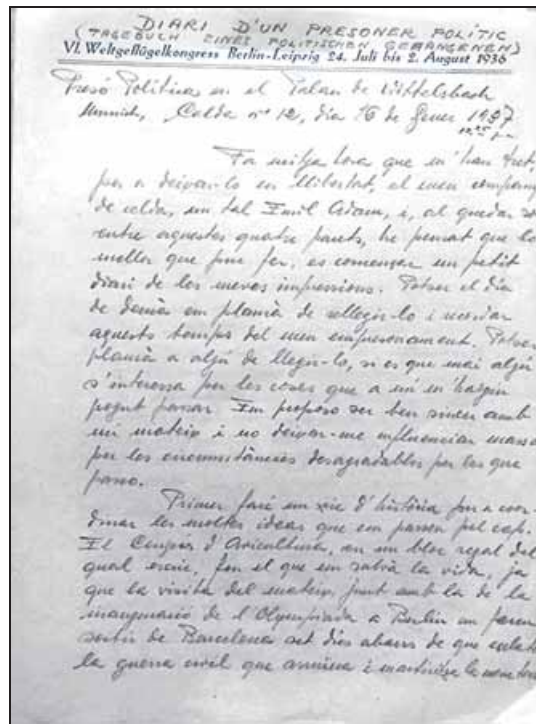 DIARI D'UN PRESONER POLÍTIC
(TAGEBUCH EINES POLITISCHEN GEFANGENEN)
VI. Weltgeflügelkongress Berlin-Leipzig 24. Juli bis 2. August 1936
Presó Política en el Palau de Wittelsbach
Munich, Celda nº 12, dia 16 de Gener 1937
Fa mitja hora que m'han tret,
per a deixar-lo en llibertat, el meu company
de celda, un tal Emil Adam, i, al quedar sol
entre aquestes quatre parets, he pensat que lo
mellor que puc fer, es començar un petit
diari de les meves impressions. Potser el dia
de demà em plaurà de rellegir-lo i recordar
aquests temps del meu empresonament. Potser
plaurà a algú de llegir-lo, si es que mai algú
s'interessa per les coses que a mi m'hagin
pogut passar. Em proposo ser ben sincer amb
mi mateix i no deixar-me influenciar massa
per les circumstàncies desagradables per les que
passo.
Primer faré un xic d'història per a coor-
dinar les moltes idees que em passen pel cap.
El Congrés d'Avicultura, en un bloc regal del
qual escric, fou el que em salvà la vida, ja
que la visita del mateix, junt amb la de la
inauguració de l'Olympiada a Berlin em feren
sortir de Barcelona set dies abans de que esclatés
la guerra civil que arruina i martiritza la nostra